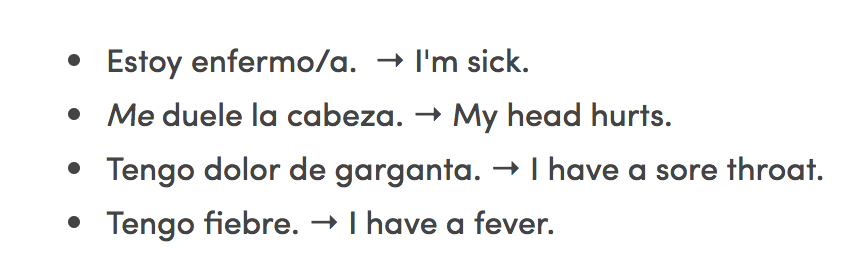 • Estoy enfermo/a. → I'm sick.
• Me duele la cabeza. → My head hurts.
• Tengo dolor de garganta. → I have a sore throat.
• Tengo fiebre. → I have a fever.